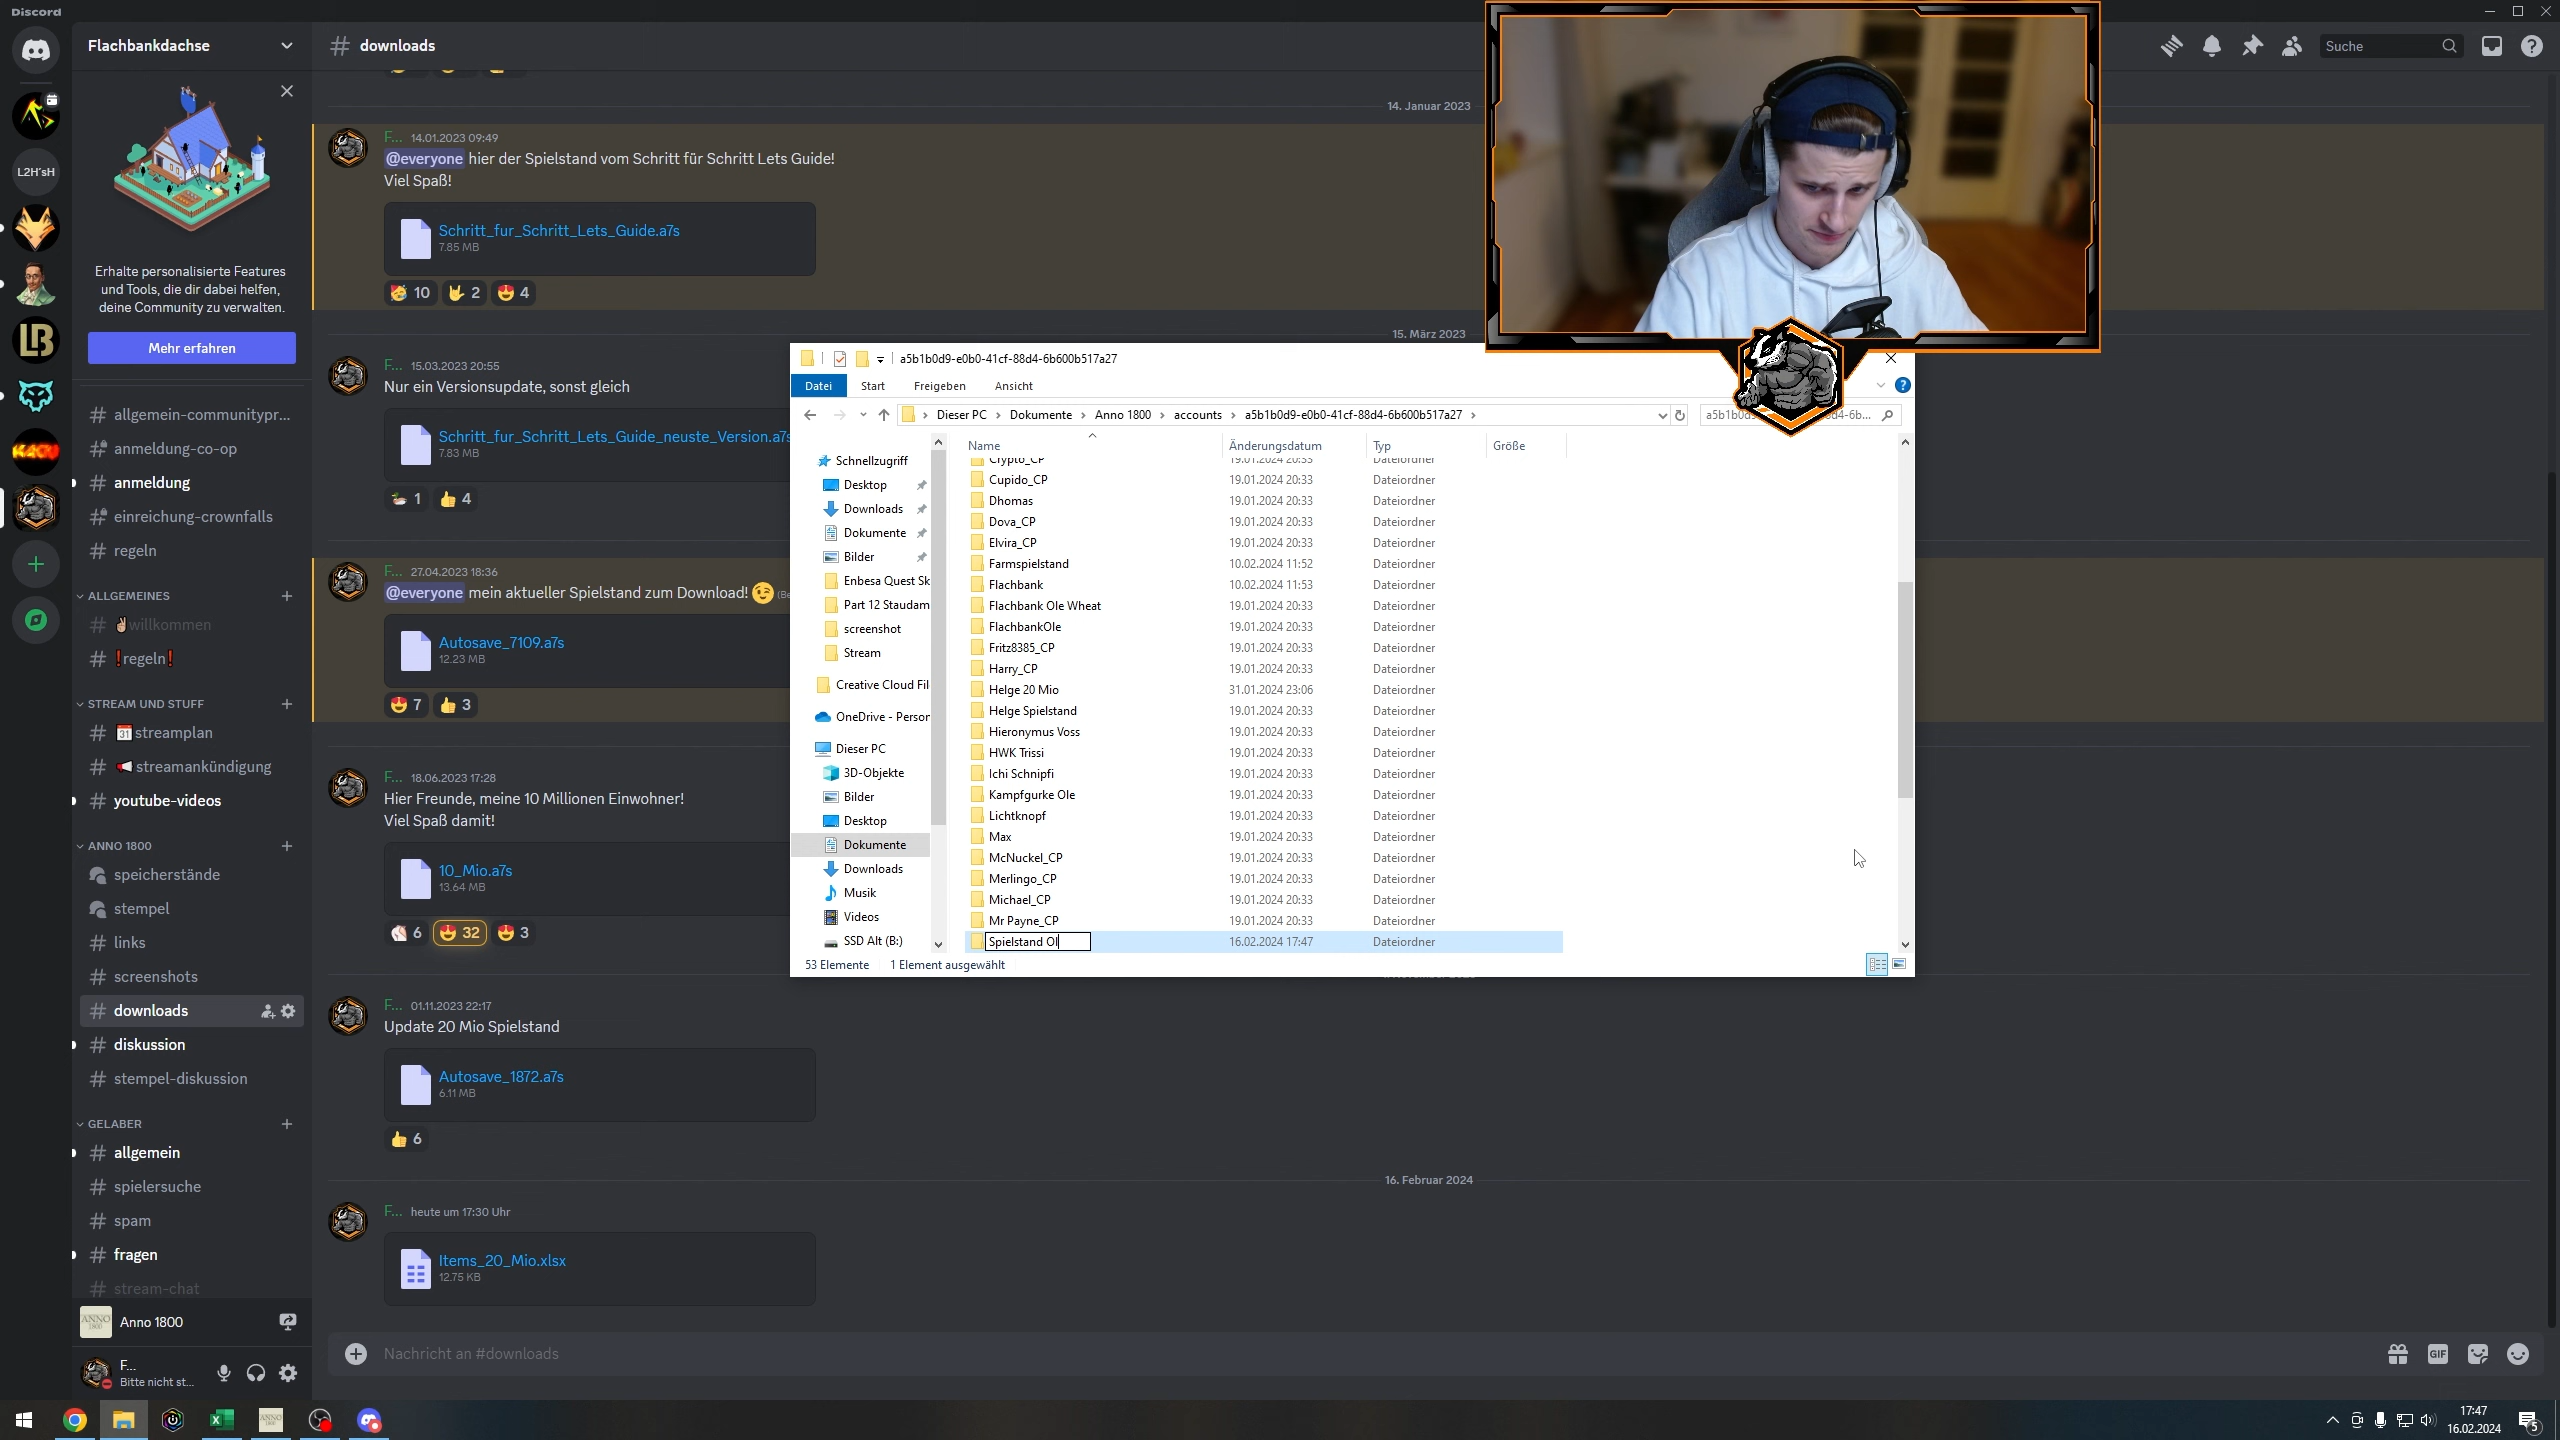 Discord
Flachbankdachse
L2H'sH
Erhalte personalisierte Features
und Tools, die dir dabei helfen,
deine Community zu verwalten.
Mehr erfahren
# allgemein-communitypr...
# anmeldung-co-op
# anmeldung
# einreichung-crownfalls
# regeln
ALLGEMEINES
# ✌willkommen
# ❗regeln❗
STREAM UND STUFF
# streamplan
# streamankündigung
# youtube-videos
ANNO 1800
speicherstände
stempel
# links
# screenshots
# downloads
# diskussion
# stempel-diskussion
GELABER
# allgemein
# spielersuche
# spam
# fragen
# stream-chat
ANNO 1800
Anno 1800
F...
Bitte nicht st...
# downloads
Suche
14. Januar 2023
F... 14.01.2023 09:49
@everyone hier der Spielstand vom Schritt für Schritt Lets Guide!
Viel Spaß!
Schritt_fur_Schritt_Lets_Guide.a7s
7.85 MB
10 2 4
15. März 2023
F... 15.03.2023 20:55
Nur ein Versionsupdate, sonst gleich
Schritt_fur_Schritt_Lets_Guide_neuste_Version.a7s
7.83 MB
1 4
F... 27.04.2023 18:36
@everyone mein aktueller Spielstand zum Download! 😉 (Be
Autosave_7109.a7s
12.23 MB
7 3
F... 18.06.2023 17:28
Hier Freunde, meine 10 Millionen Einwohner!
Viel Spaß damit!
10_Mio.a7s
13.64 MB
6 32 3
F... 01.11.2023 22:17
Update 20 Mio Spielstand
Autosave_1872.a7s
6.11 MB
6
16. Februar 2024
F... heute um 17:30 Uhr
Items_20_Mio.xlsx
12.75 KB
Nachricht an #downloads
GIF
a5b1b0d9-e0b0-41cf-88d4-6b600b517a27
Datei Start Freigeben Ansicht
Dieser PC > Dokumente > Anno 1800 > accounts > a5b1b0d9-e0b0-41cf-88d4-6b600b517a27 >
Schnellzugriff
Desktop
Downloads
Dokumente
Bilder
Enbesa Quest Sk
Part 12 Staudam
screenshot
Stream
Creative Cloud Fil
OneDrive - Person
Dieser PC
3D-Objekte
Bilder
Desktop
Dokumente
Downloads
Musik
Videos
SSD Alt (B:)
Name Änderungsdatum Typ Größe
Crypto_CP 19.01.2024 20:33 Dateiordner
Cupido_CP 19.01.2024 20:33 Dateiordner
Dhomas 19.01.2024 20:33 Dateiordner
Dova_CP 19.01.2024 20:33 Dateiordner
Elvira_CP 19.01.2024 20:33 Dateiordner
Farmspielstand 10.02.2024 11:52 Dateiordner
Flachbank 10.02.2024 11:53 Dateiordner
Flachbank Ole Wheat 19.01.2024 20:33 Dateiordner
FlachbankOle 19.01.2024 20:33 Dateiordner
Fritz8385_CP 19.01.2024 20:33 Dateiordner
Harry_CP 19.01.2024 20:33 Dateiordner
Helge 20 Mio 31.01.2024 23:06 Dateiordner
Helge Spielstand 19.01.2024 20:33 Dateiordner
Hieronymus Voss 19.01.2024 20:33 Dateiordner
HWK Trissi 19.01.2024 20:33 Dateiordner
Ichi Schnipfi 19.01.2024 20:33 Dateiordner
Kampfgurke Ole 19.01.2024 20:33 Dateiordner
Lichtknopf 19.01.2024 20:33 Dateiordner
Max 19.01.2024 20:33 Dateiordner
McNuckel_CP 19.01.2024 20:33 Dateiordner
Merlingo_CP 19.01.2024 20:33 Dateiordner
Michael_CP 19.01.2024 20:33 Dateiordner
Mr Payne_CP 19.01.2024 20:33 Dateiordner
Spielstand Ol 16.02.2024 17:47 Dateiordner
53 Elemente 1 Element ausgewählt
17:47
16.02.2024
5